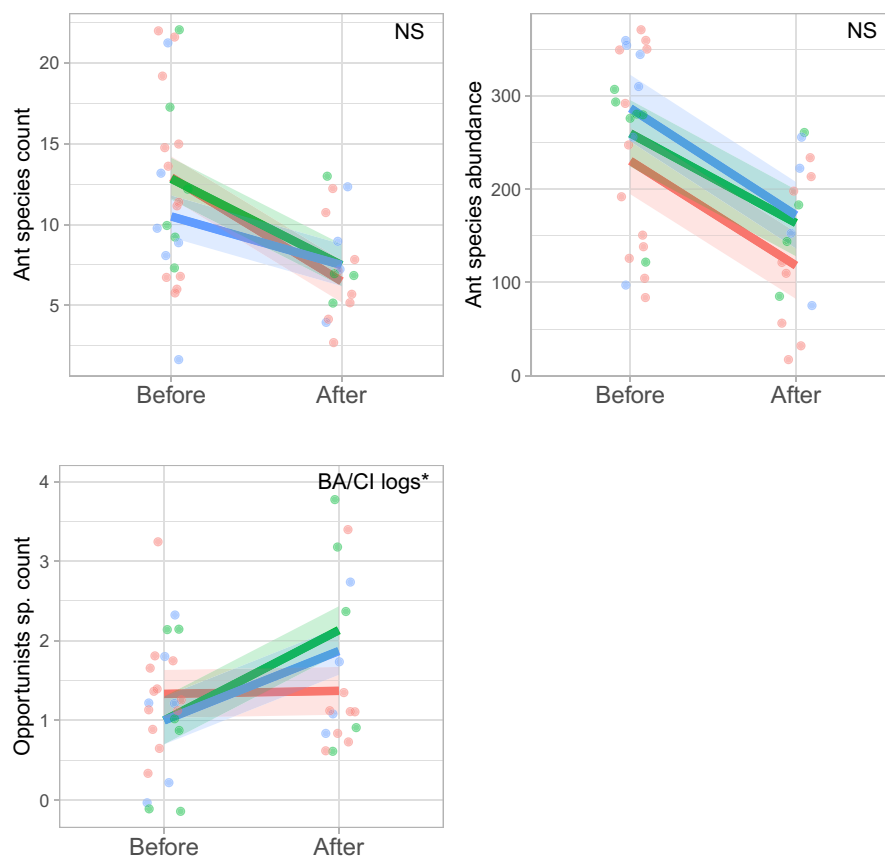 NS
Ant species count
20
15
10
5
Before
After
NS
Ant species abundance
300
200
100
0
Before
After
BA/CI logs*
Opportunists sp. count
4
3
2
1
0
Before
After